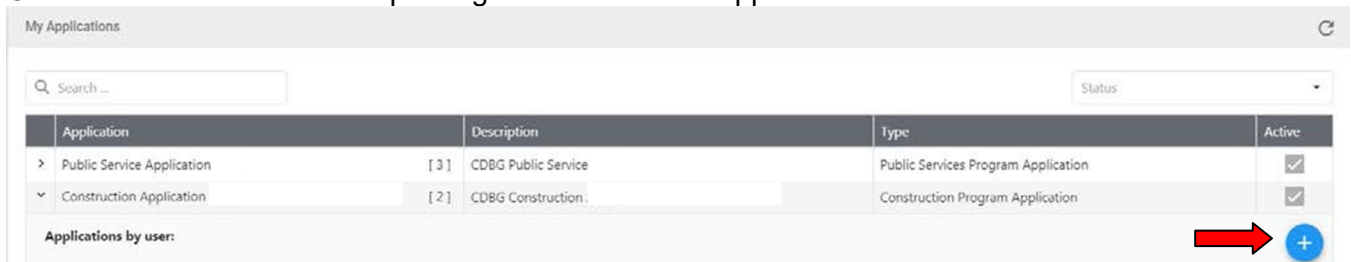 My Applications
Search ...
Status
Application Description Type Active
Public Service Application [ 3 ] CDBG Public Service Public Services Program Application
Construction Application [ 2 ] CDBG Construction . Construction Program Application
Applications by user: